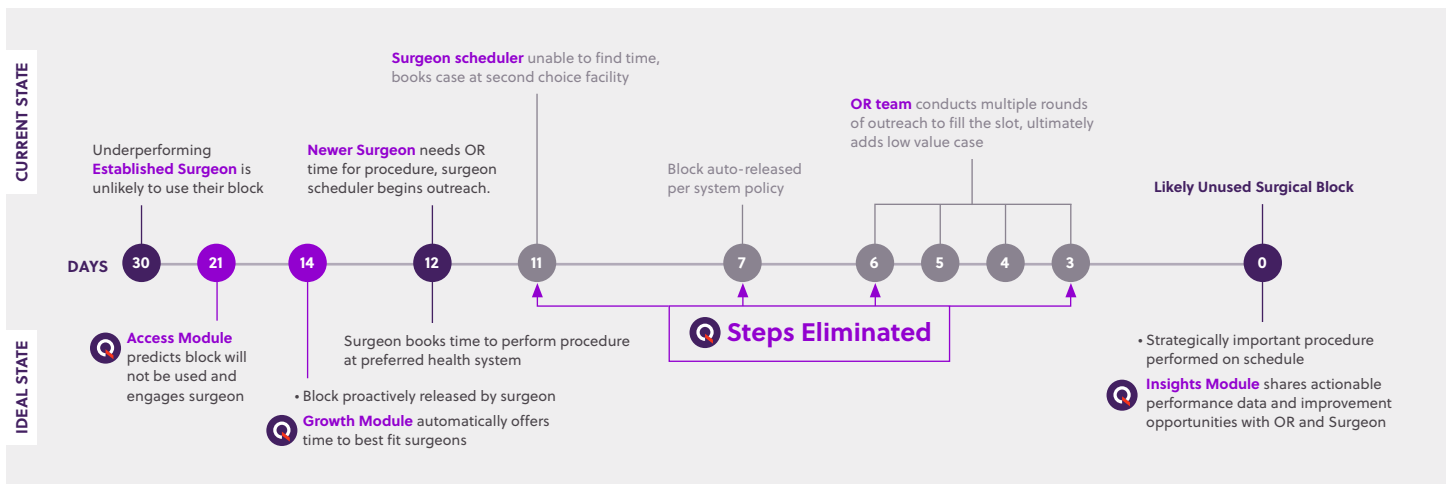 CURRENT STATE
Surgeon scheduler unable to find time,
books case at second choice facility
OR team conducts multiple rounds
of outreach to fill the slot, ultimately
adds low value case
Underperforming
Established Surgeon is
unlikely to use their block
Newer Surgeon needs OR
time for procedure, surgeon
scheduler begins outreach.
Block auto-released
per system policy
Likely Unused Surgical Block
DAYS 30 21 14 12 11 7 6 5 4 3 0
IDEAL STATE
Access Module
predicts block will
not be used and
engages surgeon
• Block proactively released by surgeon
Growth Module automatically offers
time to best fit surgeons
Surgeon books time to perform procedure
at preferred health system
Steps Eliminated
• Strategically important procedure
performed on schedule
Insights Module shares actionable
performance data and improvement
opportunities with OR and Surgeon